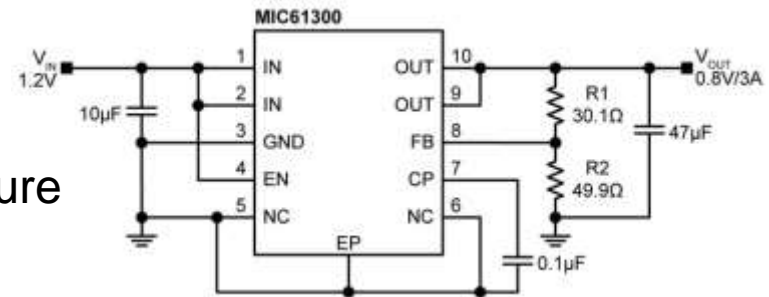 MIC61300
V_IN
1.2V
1 IN OUT 10
2 IN OUT 9
10µF
3 GND FB 8
4 EN CP 7
5 NC NC 6
EP
V_OUT
0.8V/3A
R1
30.1Ω
47µF
R2
49.9Ω
0.1µF
ure